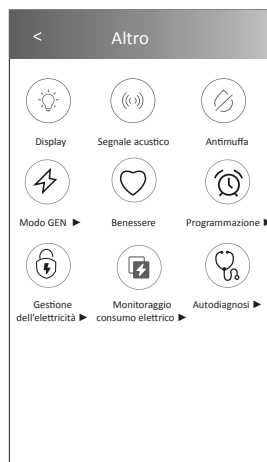 < Altro
Display Segnale acustico Antimuffa
Modo GEN ► Benessere Programmazione ►
Gestione Monitoraggio Autodiagnosi ►
dell'elettricità ► consumo elettrico ►